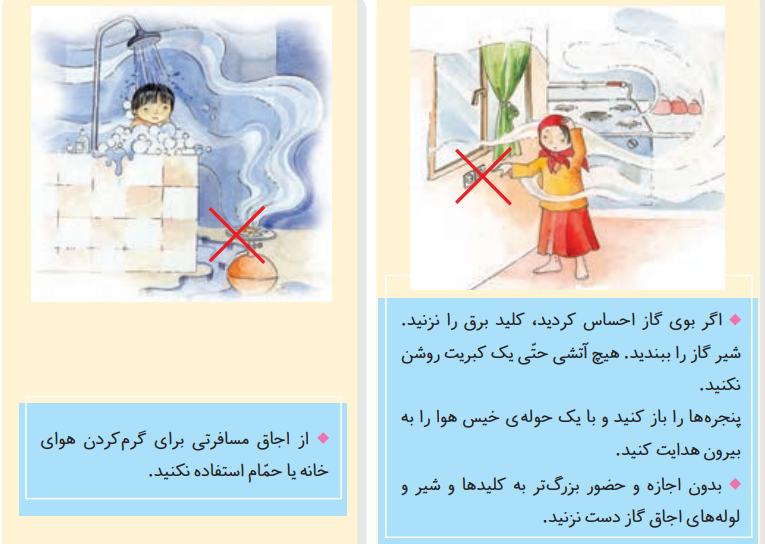 اگر بوی گاز احساس کردید، کلید برق را نزنید.
شیر گاز را ببندید. هیچ آتشی حتّی یک کبریت روشن
نکنید.
پنجره‌ها را باز کنید و با یک حوله‌ی خیس هوا را به
بیرون هدایت کنید.
بدون اجازه و حضور بزرگ‌تر به کلیدها و شیر و
لوله‌های اجاق گاز دست نزنید.
از اجاق مسافرتی برای گرم‌کردن هوای
خانه یا حمّام استفاده نکنید.